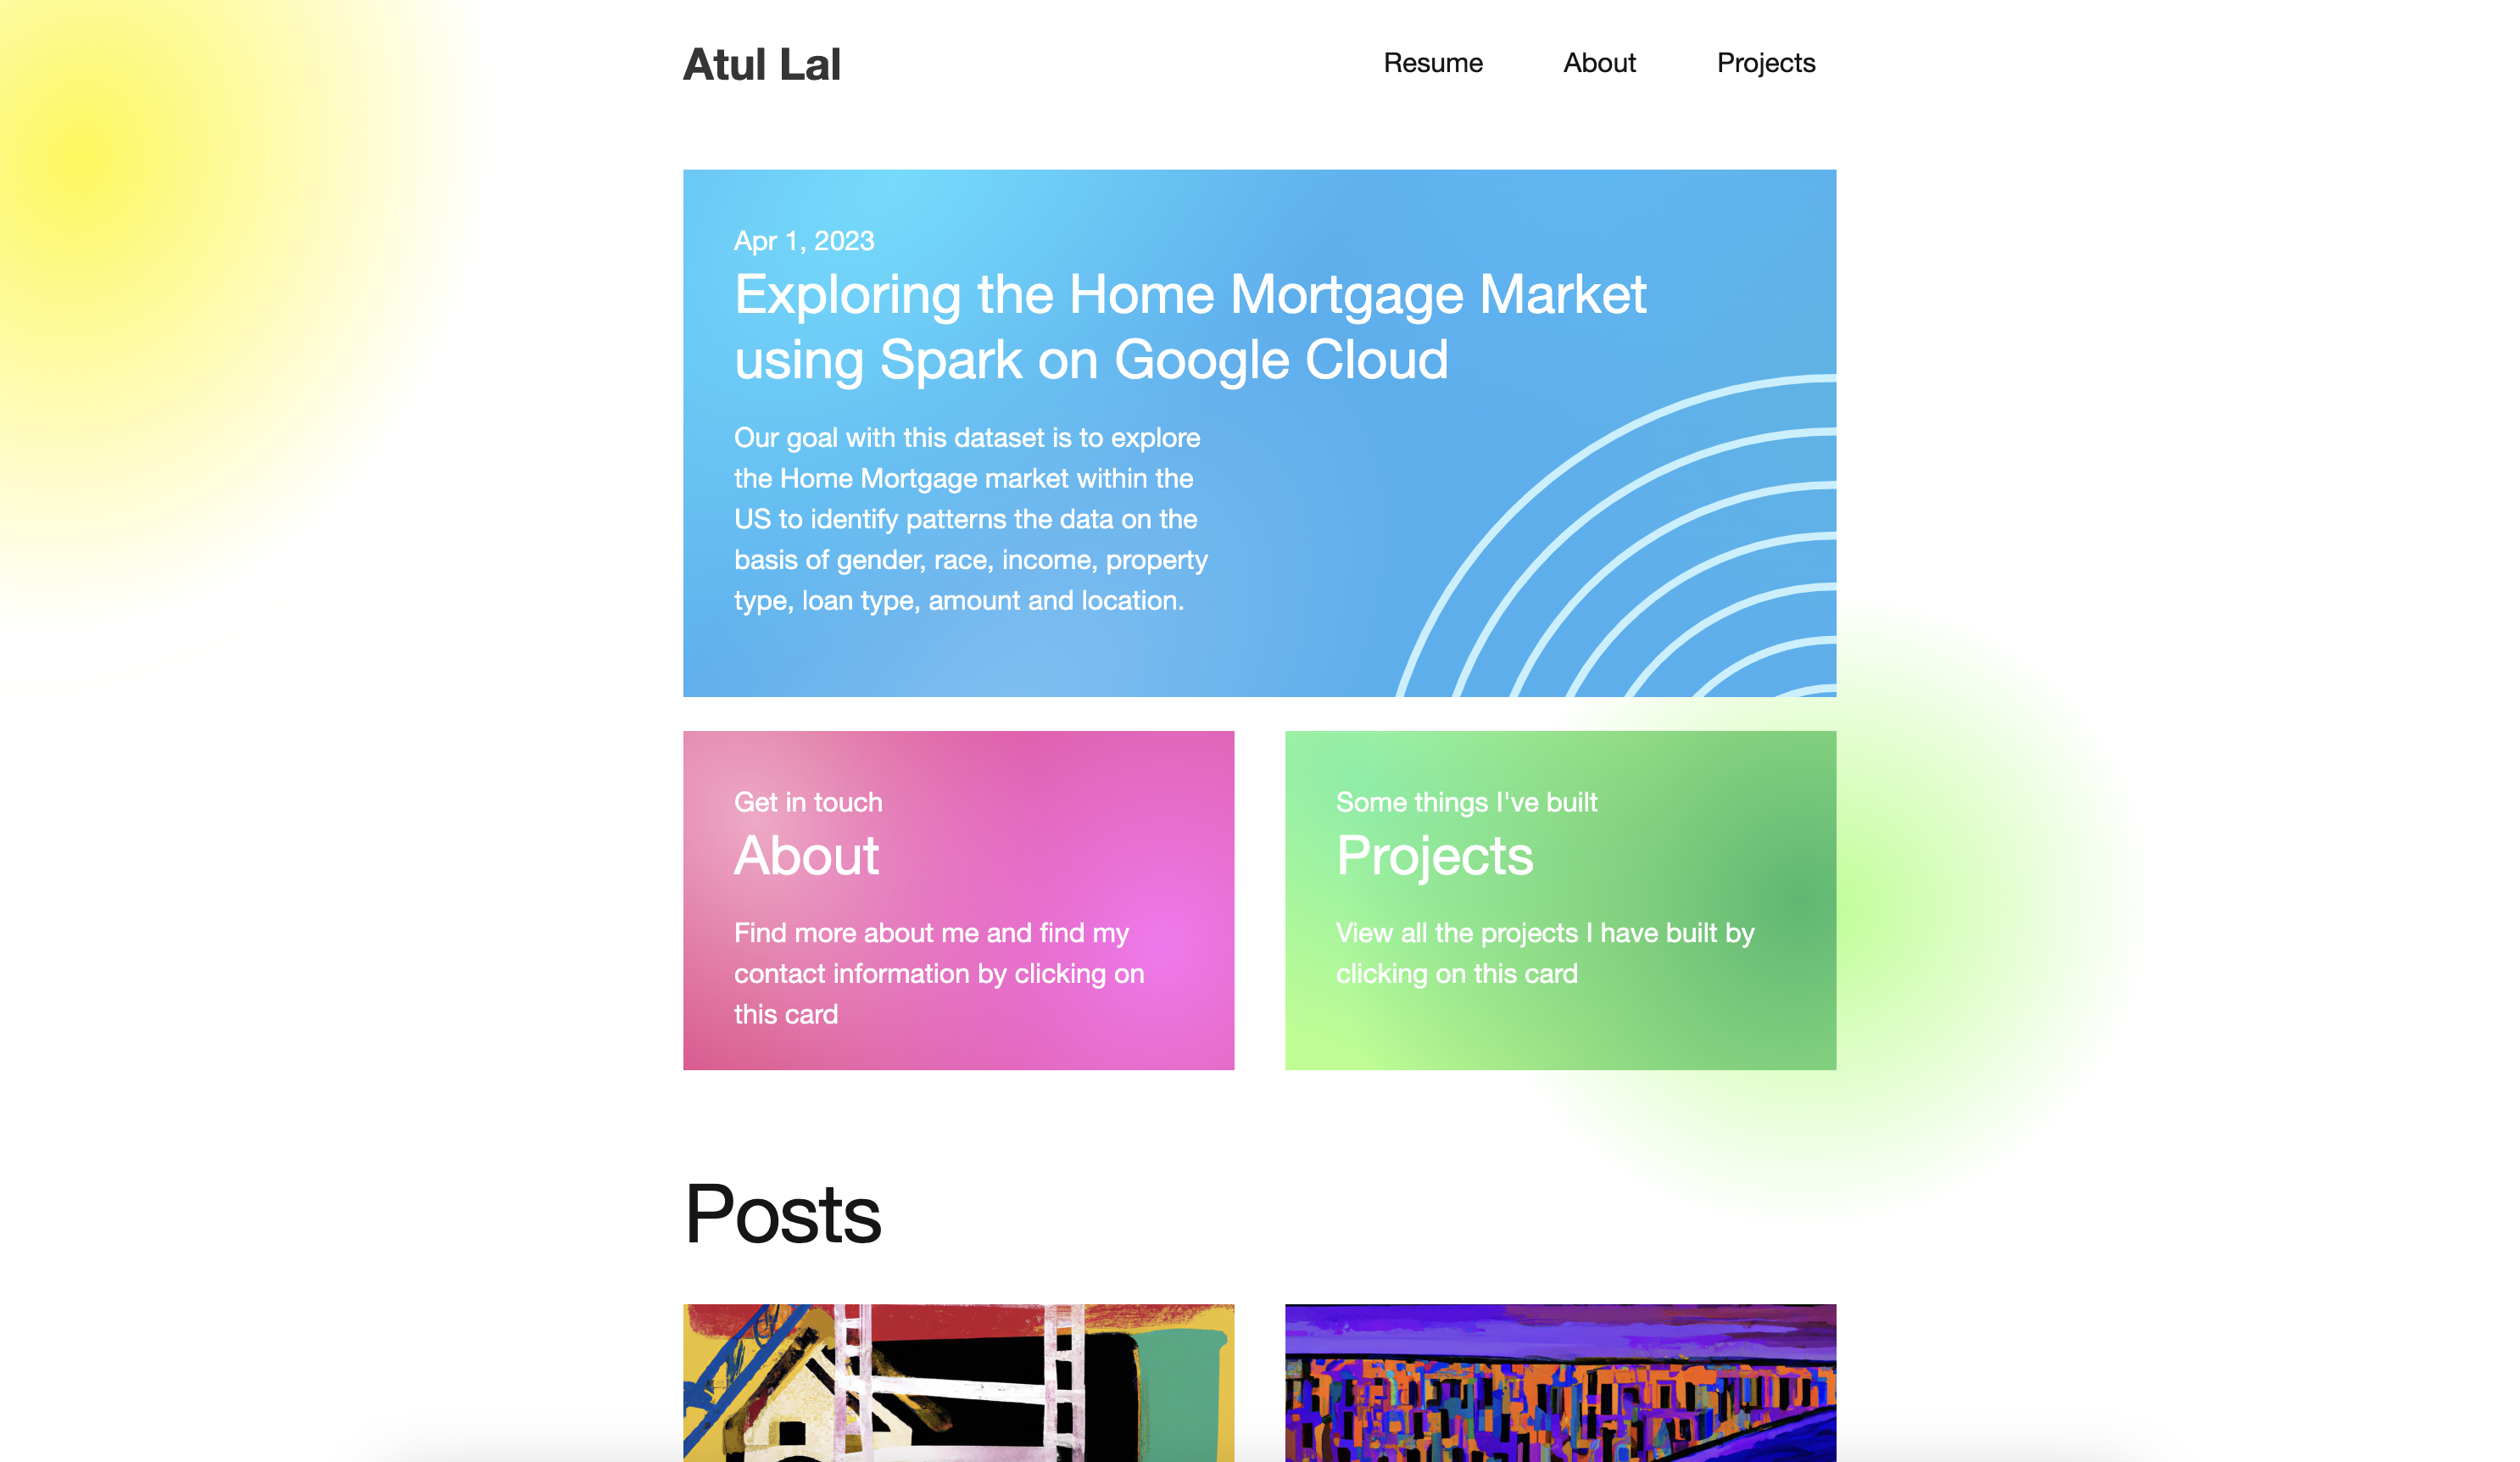 Atul Lal
Resume About Projects
Apr 1, 2023
Exploring the Home Mortgage Market
using Spark on Google Cloud
Our goal with this dataset is to explore
the Home Mortgage market within the
US to identify patterns the data on the
basis of gender, race, income, property
type, loan type, amount and location.
Get in touch
About
Find more about me and find my
contact information by clicking on
this card
Some things I've built
Projects
View all the projects I have built by
clicking on this card
Posts